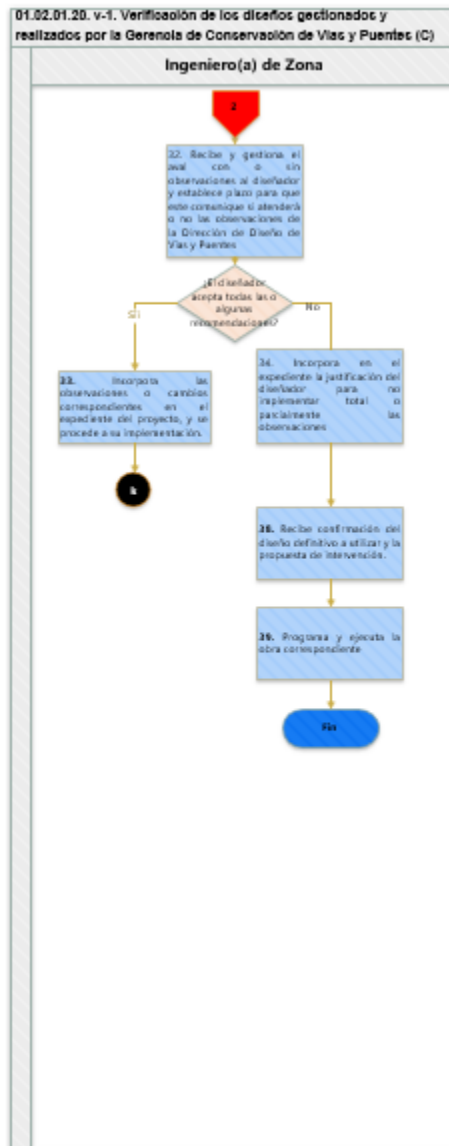 01.02.01.20. v-1. Verificación de los diseños gestionados y
realizados por la Gerencia de Conservación de Vías y Puentes (C)
Ingeniero(a) de Zona
2
32. Recibe y gestiona el
aval con o sin
observaciones al diseñador
y establece plazo para que
este comunique si atenderá
o no las observaciones de
la Dirección de Diseño de
Vías y Puentes
¿El diseñador
acepta todas las o
algunas
recomendaciones?
Sí
No
33. Incorpora las
observaciones o cambios
correspondientes en el
expediente del proyecto, y se
procede a su implementación.
34. Incorpora en el
expediente la justificación del
diseñador para no
implementar total o
parcialmente las
observaciones
38. Recibe confirmación del
diseño definitivo a utilizar y la
propuesta de intervención.
39. Programa y ejecuta la
obra correspondiente
Fin